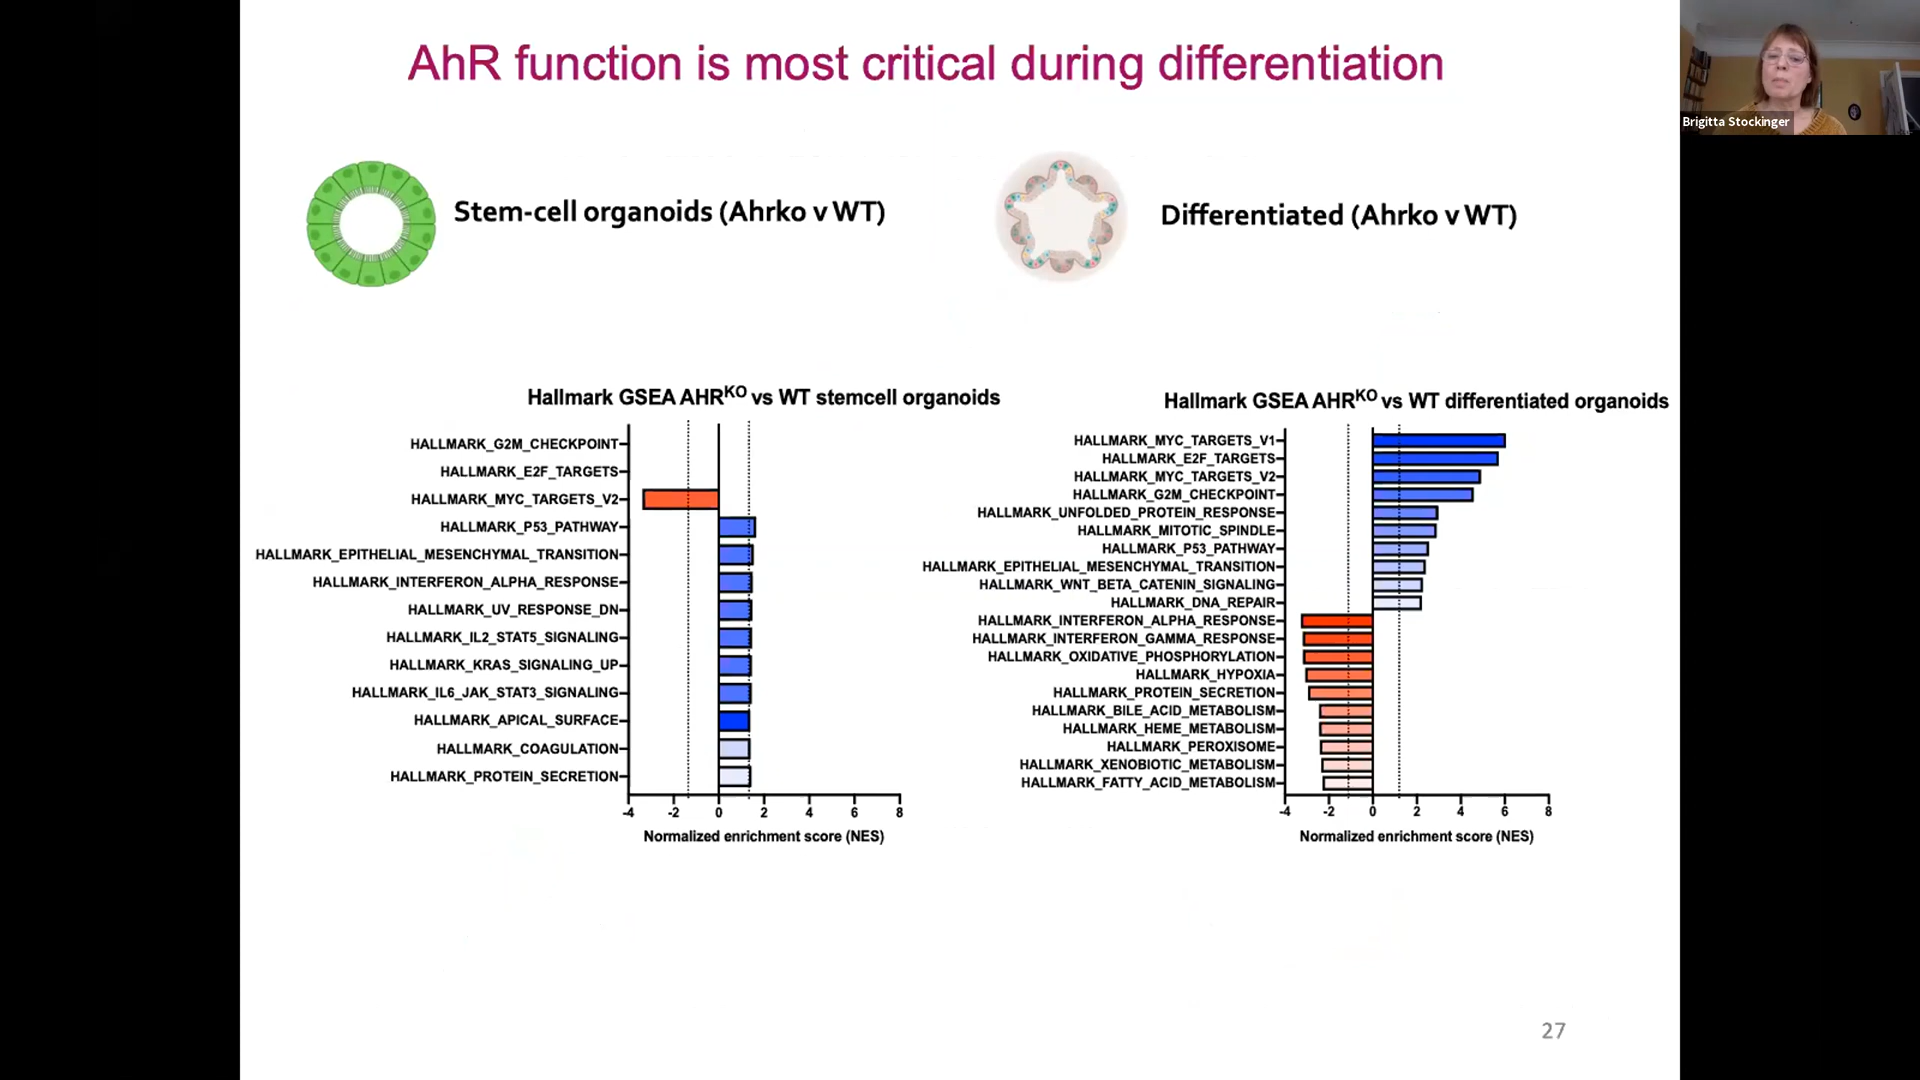 AhR function is most critical during differentiation
Brigitta Stockinger
Stem-cell organoids (Ahrko v WT)
Differentiated (Ahrko v WT)
Hallmark GSEA AHRKO vs WT stemcell organoids
HALLMARK_G2M_CHECKPOINT
HALLMARK_E2F_TARGETS
HALLMARK_MYC_TARGETS_V2
HALLMARK_P53_PATHWAY
HALLMARK_EPITHELIAL_MESENCHYMAL_TRANSITION
HALLMARK_INTERFERON_ALPHA_RESPONSE
HALLMARK_UV_RESPONSE_DN
HALLMARK_IL2_STAT5_SIGNALING
HALLMARK_KRAS_SIGNALING_UP
HALLMARK_IL6_JAK_STAT3_SIGNALING
HALLMARK_APICAL_SURFACE
HALLMARK_COAGULATION
HALLMARK_PROTEIN_SECRETION
-4 -2 0 2 4 6 8
Normalized enrichment score (NES)
Hallmark GSEA AHRKO vs WT differentiated organoids
HALLMARK_MYC_TARGETS_V1
HALLMARK_E2F_TARGETS
HALLMARK_MYC_TARGETS_V2
HALLMARK_G2M_CHECKPOINT
HALLMARK_UNFOLDED_PROTEIN_RESPONSE
HALLMARK_MITOTIC_SPINDLE
HALLMARK_P53_PATHWAY
HALLMARK_EPITHELIAL_MESENCHYMAL_TRANSITION
HALLMARK_WNT_BETA_CATENIN_SIGNALING
HALLMARK_DNA_REPAIR
HALLMARK_INTERFERON_ALPHA_RESPONSE
HALLMARK_INTERFERON_GAMMA_RESPONSE
HALLMARK_OXIDATIVE_PHOSPHORYLATION
HALLMARK_HYPOXIA
HALLMARK_PROTEIN_SECRETION
HALLMARK_BILE_ACID_METABOLISM
HALLMARK_HEME_METABOLISM
HALLMARK_PEROXISOME
HALLMARK_XENOBIOTIC_METABOLISM
HALLMARK_FATTY_ACID_METABOLISM
-4 -2 0 2 4 6 8
Normalized enrichment score (NES)
27